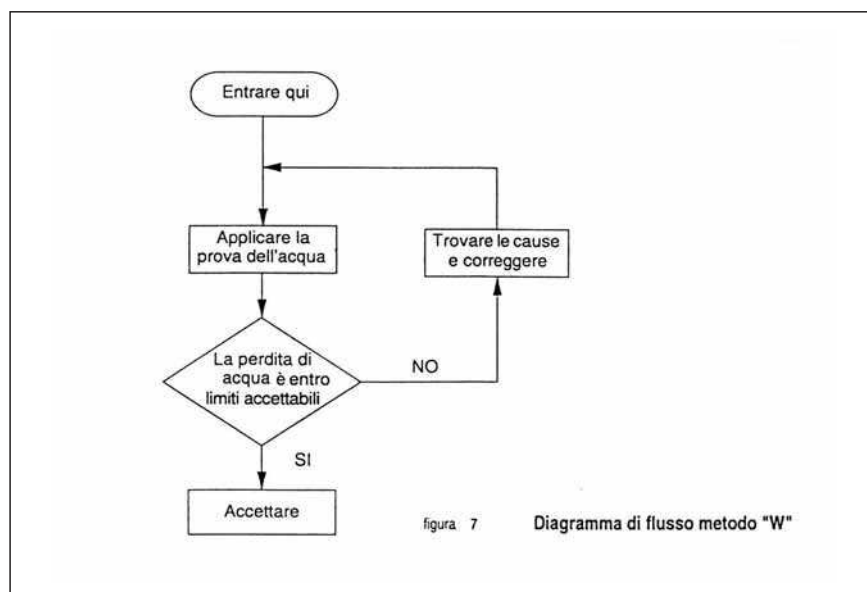 Entrare qui
Applicare la
prova dell'acqua
Trovare le cause
e correggere
La perdita di
acqua è entro
limiti accettabili
NO
SI
Accettare
figura 7 Diagramma di flusso metodo "W"